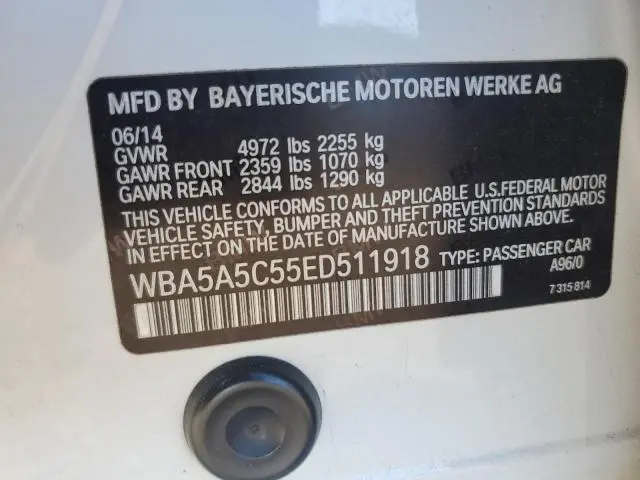 MFD BY BAYERISCHE MOTOREN WERKE AG
06/14
GVWR 4972 lbs 2255 kg
GAWR FRONT 2359 lbs 1070 kg
GAWR REAR 2844 lbs 1290 kg
THIS VEHICLE CONFORMS TO ALL APPLICABLE U.S.FEDERAL MOTOR
VEHICLE SAFETY, BUMPER AND THEFT PREVENTION STANDARDS
IN EFFECT ON THE DATE OF MANUFACTURE SHOWN ABOVE.
WBA5A5C55ED511918 TYPE: PASSENGER CAR
A96/0
7 315 814